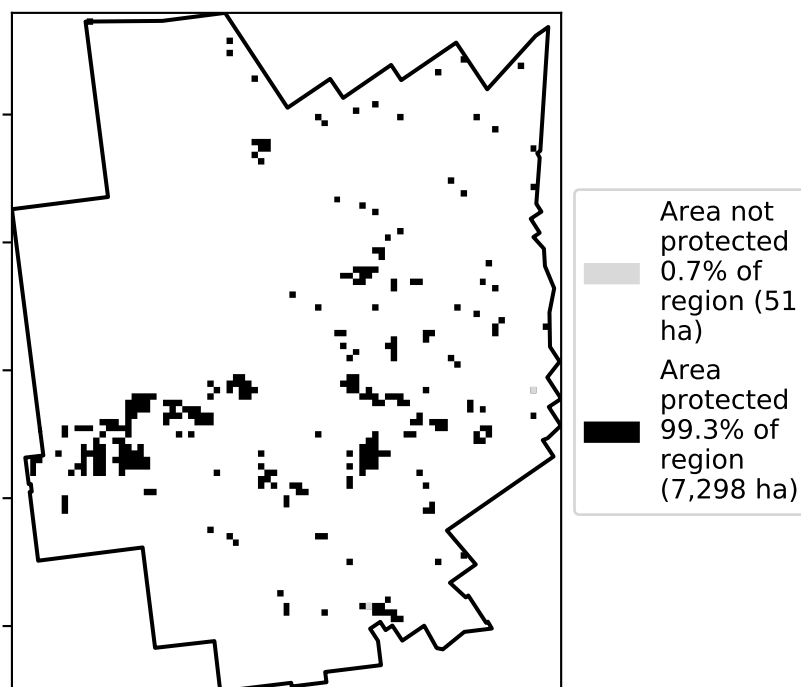 Area not
protected
0.7% of
region (51
ha)
Area
protected
99.3% of
region
(7,298 ha)